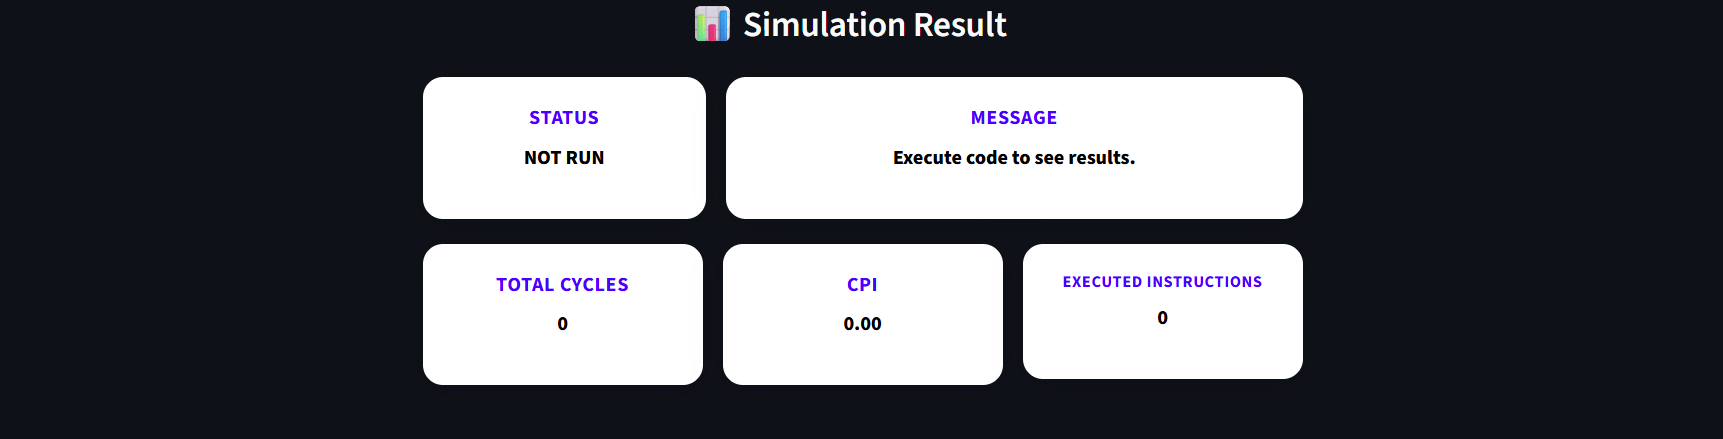 Simulation Result
STATUS
NOT RUN
MESSAGE
Execute code to see results.
TOTAL CYCLES
0
CPI
0.00
EXECUTED INSTRUCTIONS
0